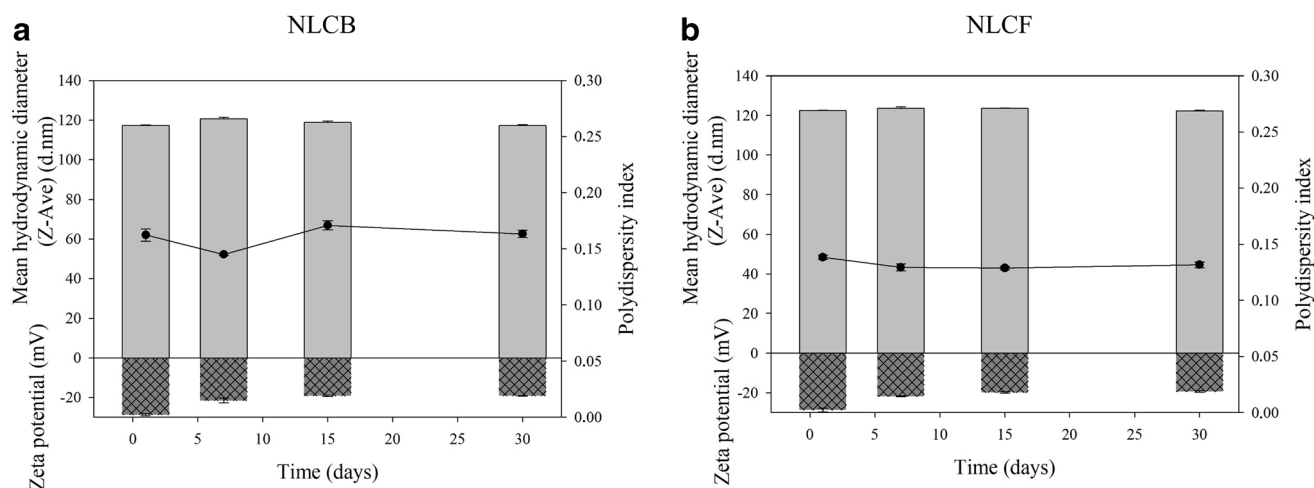 a
NLCB
Mean hydrodynamic diameter
(Z-Ave) (d.nm)
Zeta potential (mV)
140
120
100
80
60
40
20
0
-20
0.30
0.25
0.20
0.15
0.10
0.05
0.00
Polydispersity index
0 5 10 15 20 25 30
Time (days)
b
NLCF
Mean hydrodynamic diameter
(Z-Ave) (d.nm)
Zeta potential (mV)
140
120
100
80
60
40
20
0
-20
0.30
0.25
0.20
0.15
0.10
0.05
0.00
Polydispersity index
0 5 10 15 20 25 30
Time (days)